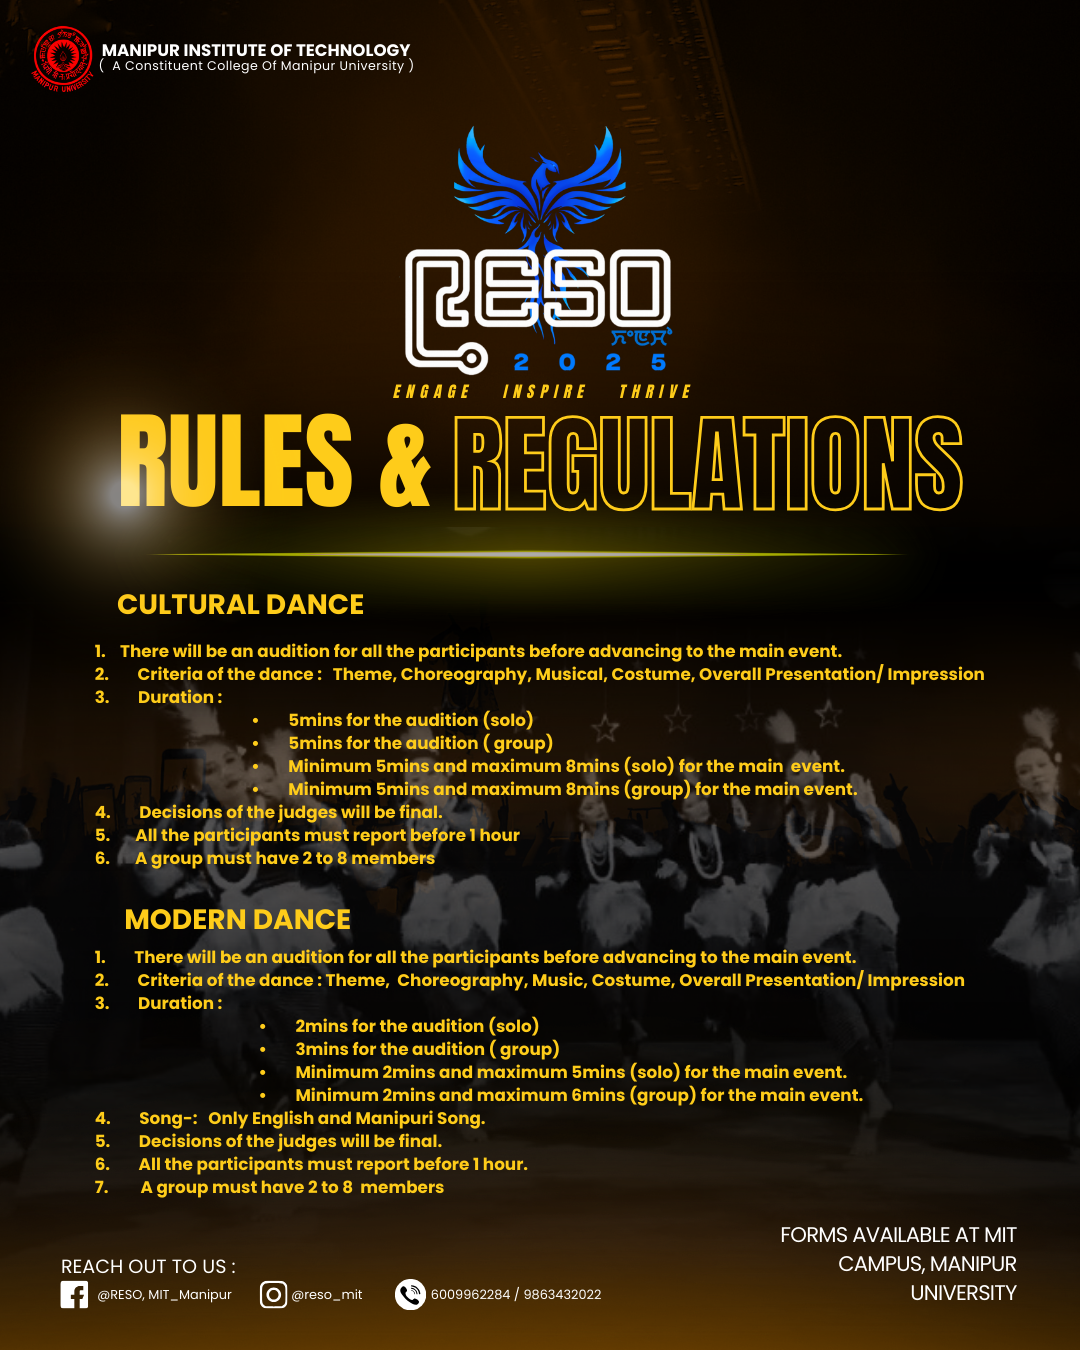 MANIPUR INSTITUTE OF TECHNOLOGY
( A Constituent College Of Manipur University )
MANIPUR UNIVERSITY
RESO
2025
ENGAGE INSPIRE THRIVE
RULES & REGULATIONS
CULTURAL DANCE
1. There will be an audition for all the participants before advancing to the main event.
2. Criteria of the dance : Theme, Choreography, Musical, Costume, Overall Presentation/ Impression
3. Duration :
• 5mins for the audition (solo)
• 5mins for the audition ( group)
• Minimum 5mins and maximum 8mins (solo) for the main event.
• Minimum 5mins and maximum 8mins (group) for the main event.
4. Decisions of the judges will be final.
5. All the participants must report before 1 hour
6. A group must have 2 to 8 members
MODERN DANCE
1. There will be an audition for all the participants before advancing to the main event.
2. Criteria of the dance : Theme, Choreography, Music, Costume, Overall Presentation/ Impression
3. Duration :
• 2mins for the audition (solo)
• 3mins for the audition ( group)
• Minimum 2mins and maximum 5mins (solo) for the main event.
• Minimum 2mins and maximum 6mins (group) for the main event.
4. Song-: Only English and Manipuri Song.
5. Decisions of the judges will be final.
6. All the participants must report before 1 hour.
7. A group must have 2 to 8 members
FORMS AVAILABLE AT MIT
CAMPUS, MANIPUR
UNIVERSITY
REACH OUT TO US :
@RESO, MIT_Manipur @reso_mit 6009962284 / 9863432022